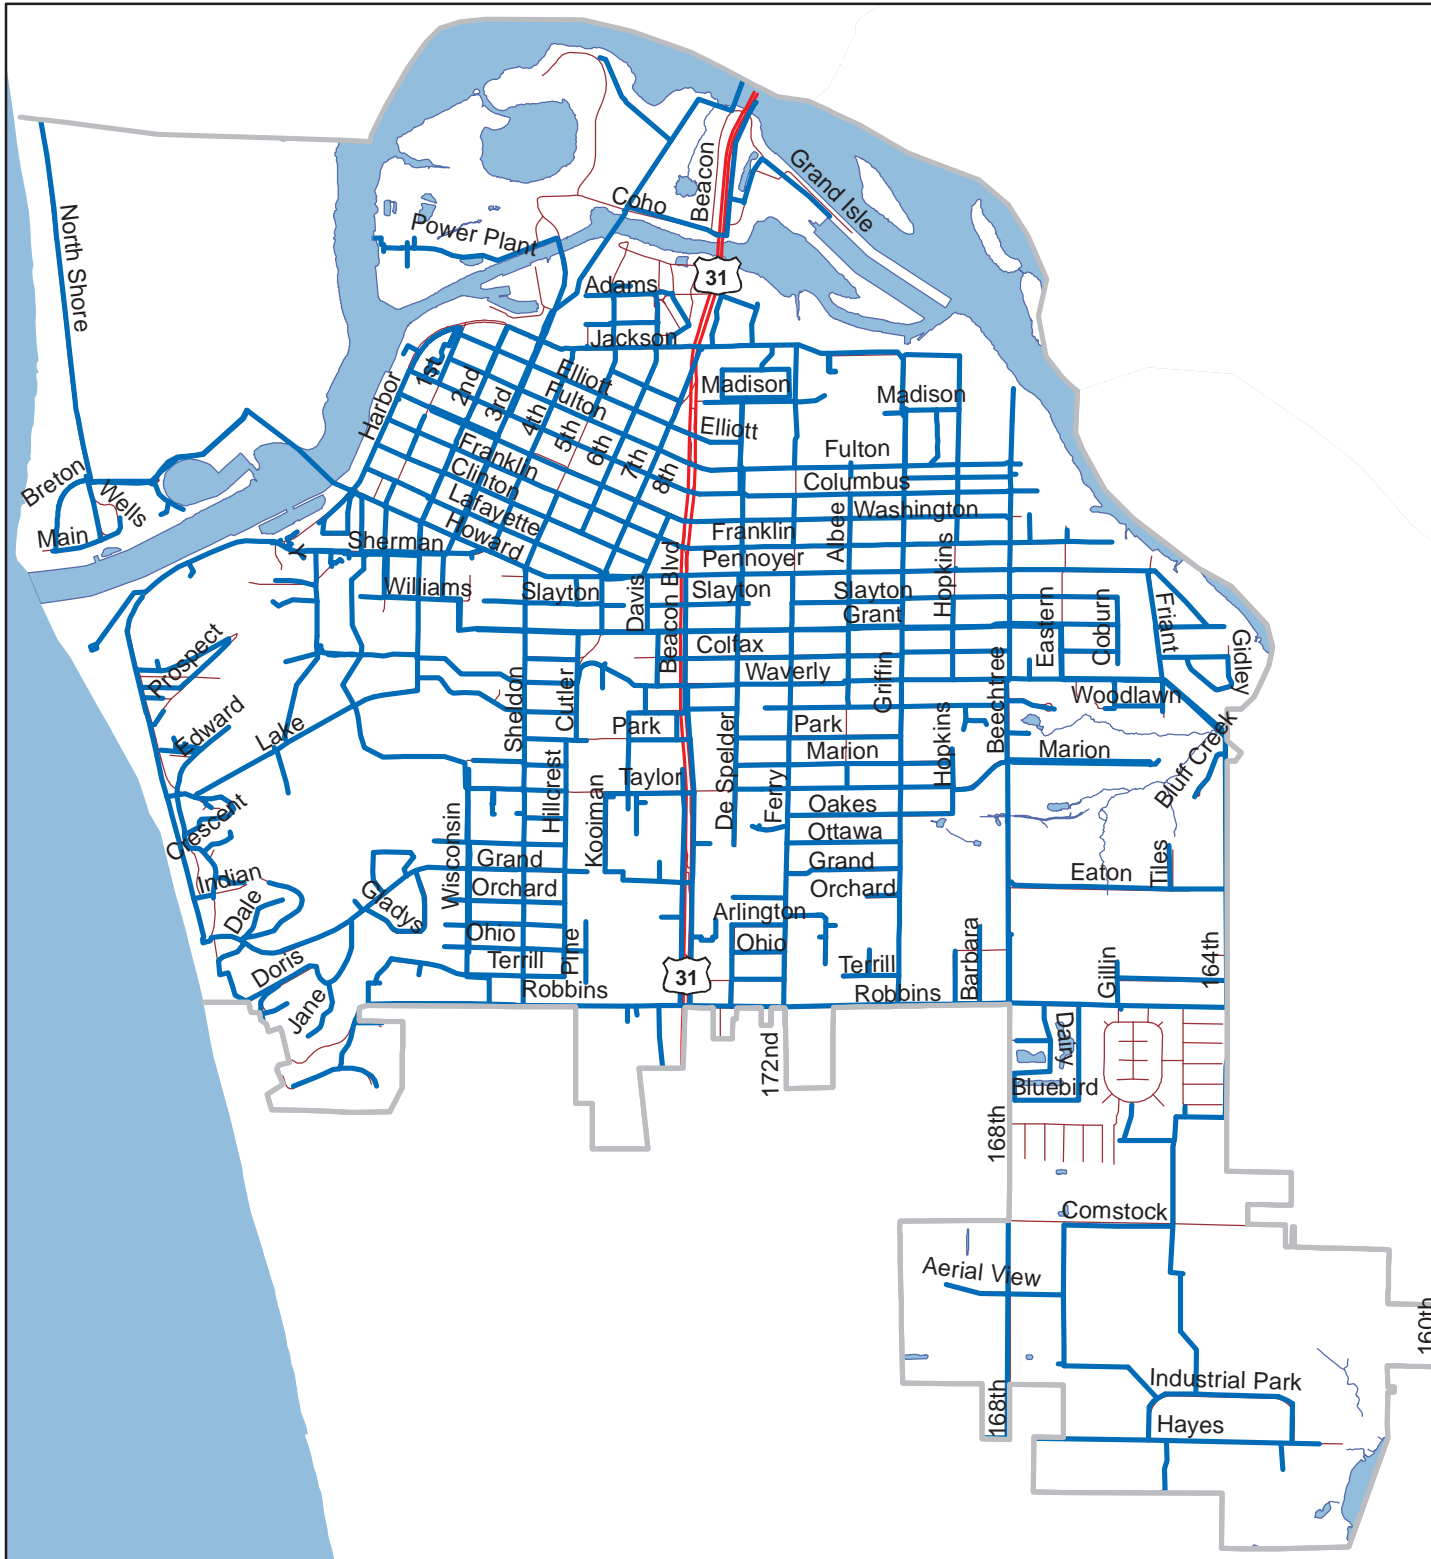 Grand Isle
Beacon
Coho
North Shore
Power Plant
31
Adams
Jackson
1st
2nd
3rd
4th
5th
6th
7th
8th
Elliott
Fulton
Harbor
Madison
Madison
Elliott
Franklin
Clinton
Lafayette
Howard
Fulton
Columbus
Washington
Albee
Franklin
Pennoyer
Breton
Wells
Main
Y
Sherman
Williams
Slayton
Davis
Beacon Blvd
Slayton
Slayton
Hopkins
Grant
Eastern
Coburn
Friant
Gidley
Colfax
Waverly
Griffin
Beechtree
Woodlawn
Prospect
Edward
Lake
Sheldon
Cutler
Park
Park
Marion
Marion
Hopkins
Bluff Creek
De Spelder
Taylor
Ferry
Hillcrest
Kooiman
Oakes
Ottawa
Grand
Orchard
Crescent
Wisconsin
Grand
Orchard
Indian
Dale
Gladys
Eaton
Tiles
Arlington
Ohio
Ohio
Terrill
Pine
Terrill
Barbara
Gillin
164th
Doris
Jane
31
Robbins
Robbins
172nd
Dairy
Bluebird
168th
Comstock
Aerial View
160th
Industrial Park
168th
Hayes